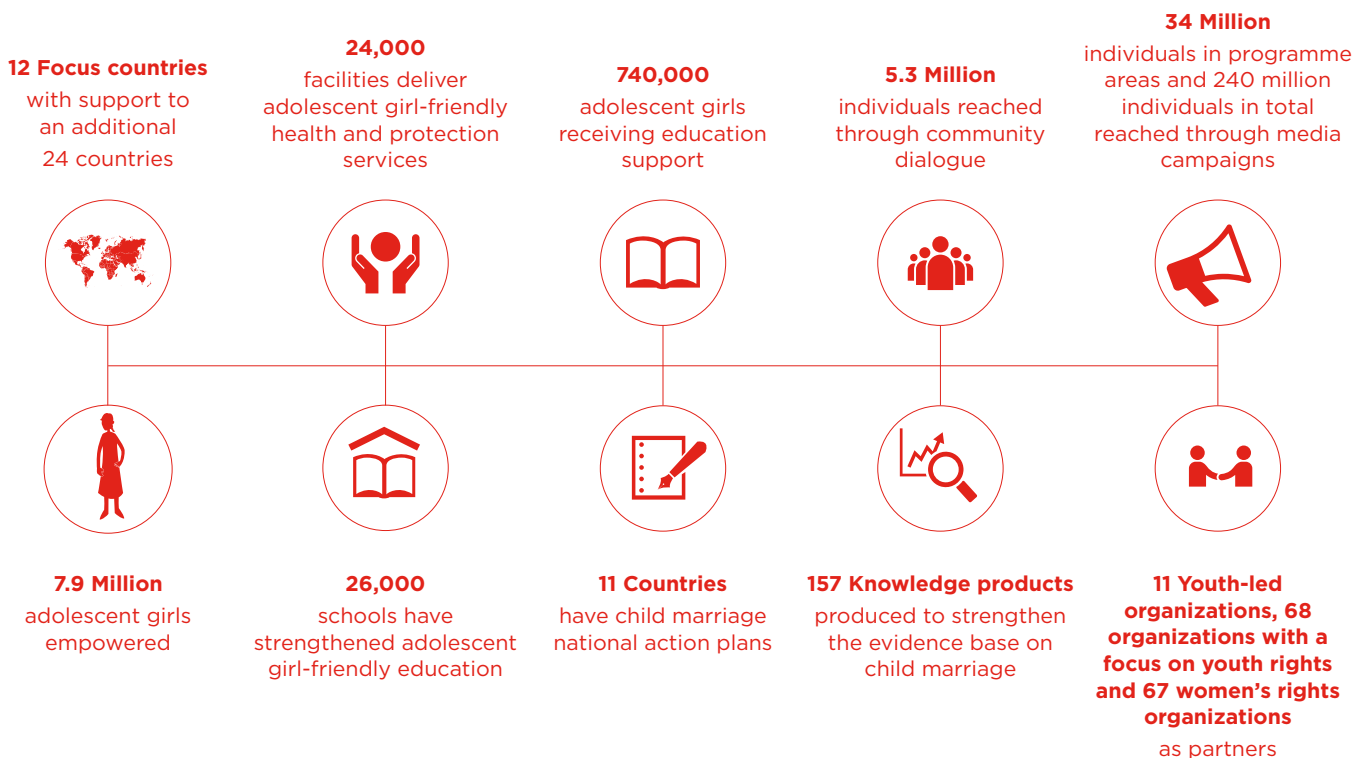 12 Focus countries
with support to
an additional
24 countries
24,000
facilities deliver
adolescent girl-friendly
health and protection
services
740,000
adolescent girls
receiving education
support
5.3 Million
individuals reached
through community
dialogue
34 Million
individuals in programme
areas and 240 million
individuals in total
reached through media
campaigns
7.9 Million
adolescent girls
empowered
26,000
schools have
strengthened adolescent
girl-friendly education
11 Countries
have child marriage
national action plans
157 Knowledge products
produced to strengthen
the evidence base on
child marriage
11 Youth-led
organizations, 68
organizations with a
focus on youth rights
and 67 women’s rights
organizations
as partners